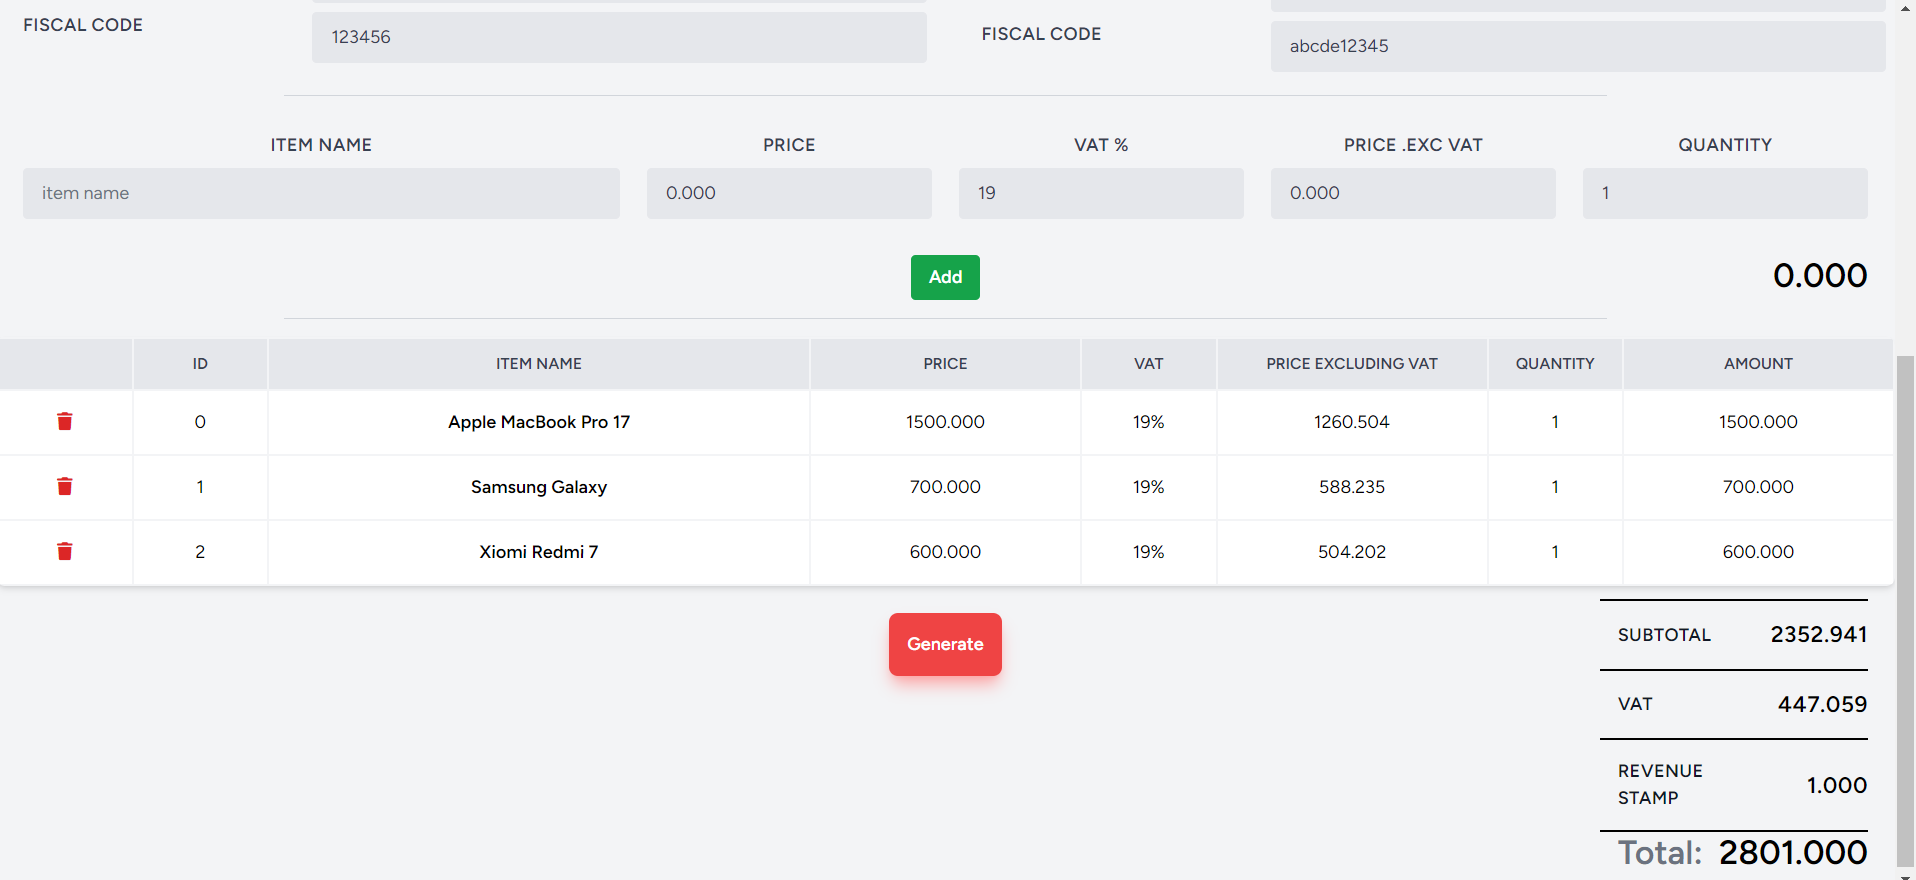 FISCAL CODE 123456 FISCAL CODE abcde12345
ITEM NAME PRICE VAT % PRICE .EXC VAT QUANTITY
item name 0.000 19 0.000 1
Add 0.000
ID ITEM NAME PRICE VAT PRICE EXCLUDING VAT QUANTITY AMOUNT
0 Apple MacBook Pro 17 1500.000 19% 1260.504 1 1500.000
1 Samsung Galaxy 700.000 19% 588.235 1 700.000
2 Xiomi Redmi 7 600.000 19% 504.202 1 600.000
Generate
SUBTOTAL 2352.941
VAT 447.059
REVENUE
STAMP 1.000
Total: 2801.000